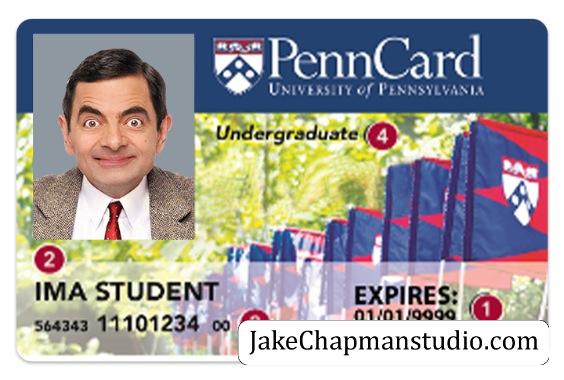 PennCard
UNIVERSITY of PENNSYLVANIA
Undergraduate 4
2
IMA STUDENT
564343 11101234 00
EXPIRES:
01/01/9999
1
JakeChapmanstudio.com